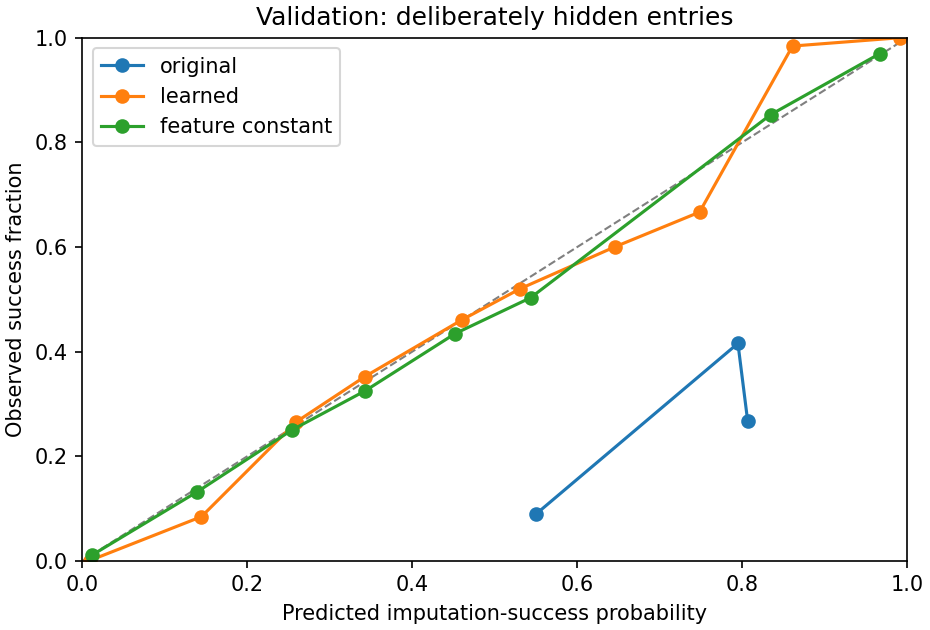 Validation: deliberately hidden entries
original
learned
feature constant
Observed success fraction
1.0
0.8
0.6
0.4
0.2
0.0
0.0 0.2 0.4 0.6 0.8 1.0
Predicted imputation-success probability